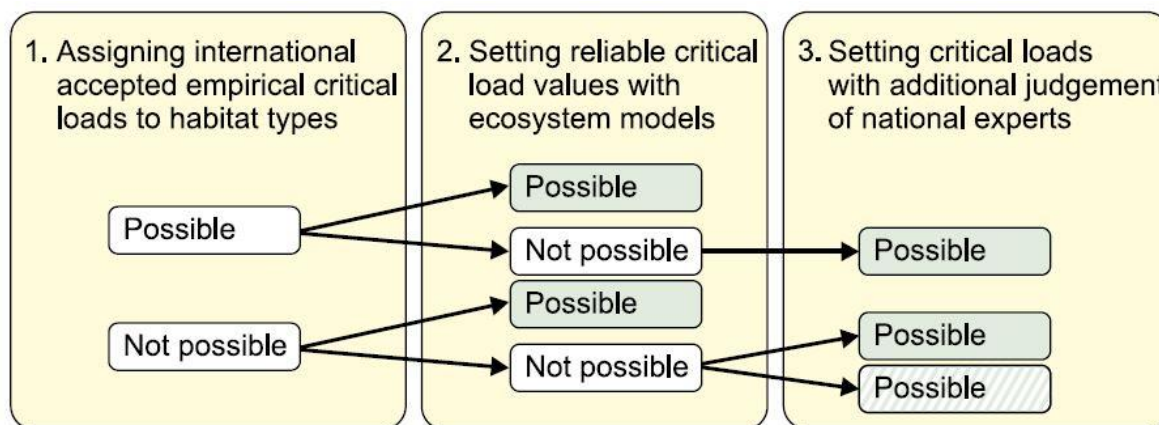 1. Assigning international
accepted empirical critical
loads to habitat types
Possible
Not possible
2. Setting reliable critical
load values with
ecosystem models
Possible
Not possible
Possible
Not possible
3. Setting critical loads
with additional judgement
of national experts
Possible
Possible
Possible